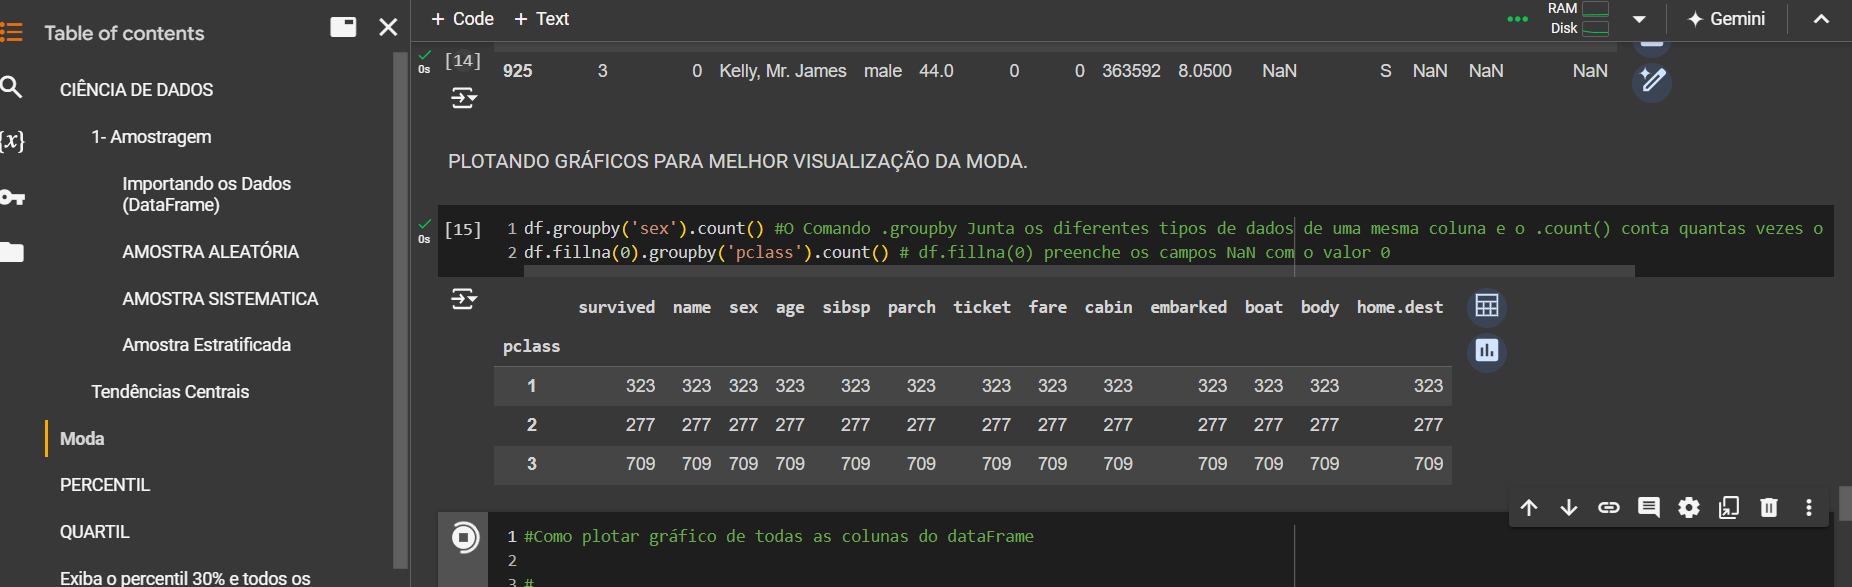 Table of contents
CIÊNCIA DE DADOS
1- Amostragem
Importando os Dados
(DataFrame)
AMOSTRA ALEATÓRIA
AMOSTRA SISTEMATICA
Amostra Estratificada
Tendências Centrais
Moda
PERCENTIL
QUARTIL
Exiba o percentil 30% e todos os
{x}
+ Code + Text
RAM
Disk
Gemini
0s
[14]
925 3 0 Kelly, Mr. James male 44.0 0 0 363592 8.0500 NaN S NaN NaN NaN
PLOTANDO GRÁFICOS PARA MELHOR VISUALIZAÇÃO DA MODA.
0s
[15]
1 df.groupby('sex').count() #O Comando .groupby Junta os diferentes tipos de dados de uma mesma coluna e o .count() conta quantas vezes o
2 df.fillna(0).groupby('pclass').count() # df.fillna(0) preenche os campos NaN com o valor 0
survived name sex age sibsp parch ticket fare cabin embarked boat body home.dest
pclass
1 323 323 323 323 323 323 323 323 323 323 323 323 323
2 277 277 277 277 277 277 277 277 277 277 277 277 277
3 709 709 709 709 709 709 709 709 709 709 709 709 709
1 #Como plotar gráfico de todas as colunas do dataFrame
2
3 #